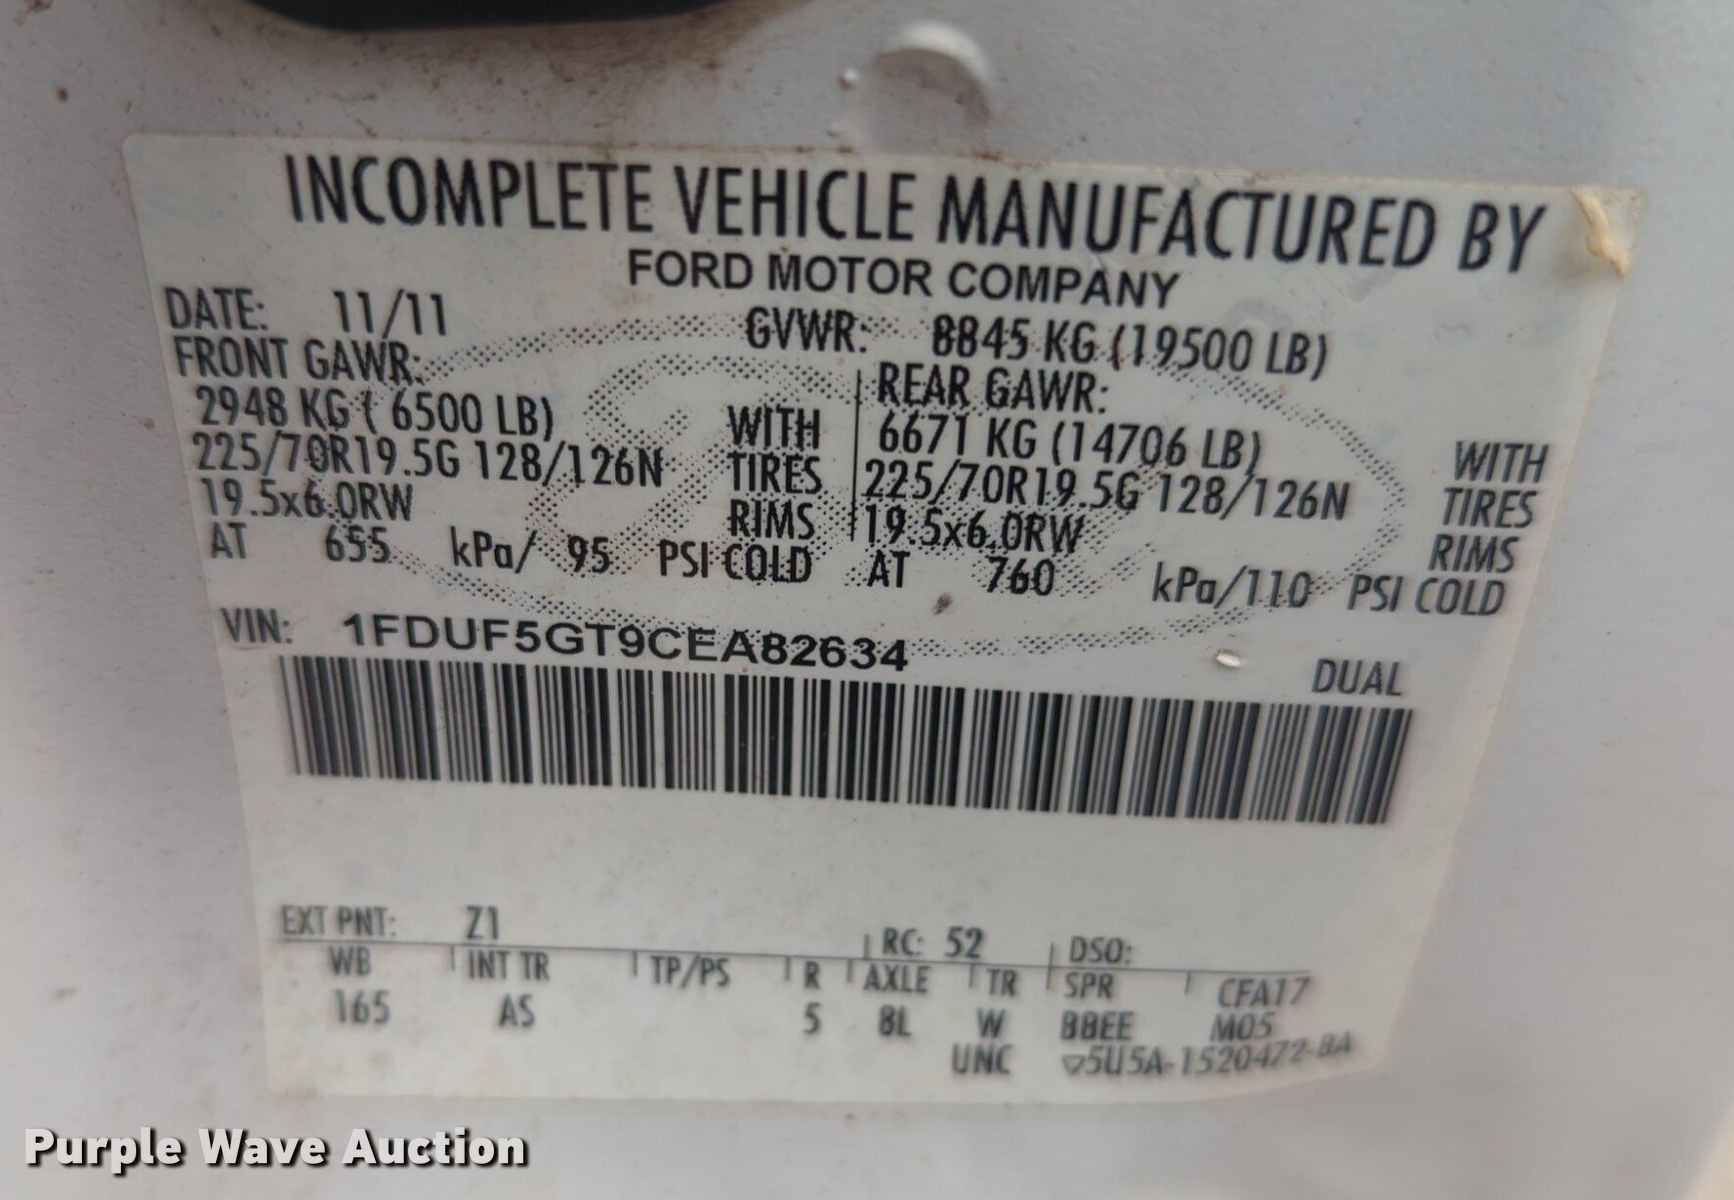 INCOMPLETE VEHICLE MANUFACTURED BY
FORD MOTOR COMPANY
DATE: 11/11 GVWR: 8845 KG (19500 LB)
FRONT GAWR: REAR GAWR:
2948 KG ( 6500 LB) WITH 6671 KG (14706 LB) WITH
225/70R19.5G 128/126N TIRES 225/70R19.5G 128/126N TIRES
19.5x6.0RW RIMS 19.5x6.0RW RIMS
AT 655 kPa/ 95 PSI COLD AT 760 kPa/110 PSI COLD
VIN: 1FDUF5GT9CEA82634
DUAL
EXT PNT: Z1 RC: 52 DSO:
WB INT TR TP/PS R AXLE TR SPR CFA17
165 AS 5 8L W BBEE M05
UNC ▽5U5A-1520472-BA
Purple Wave Auction